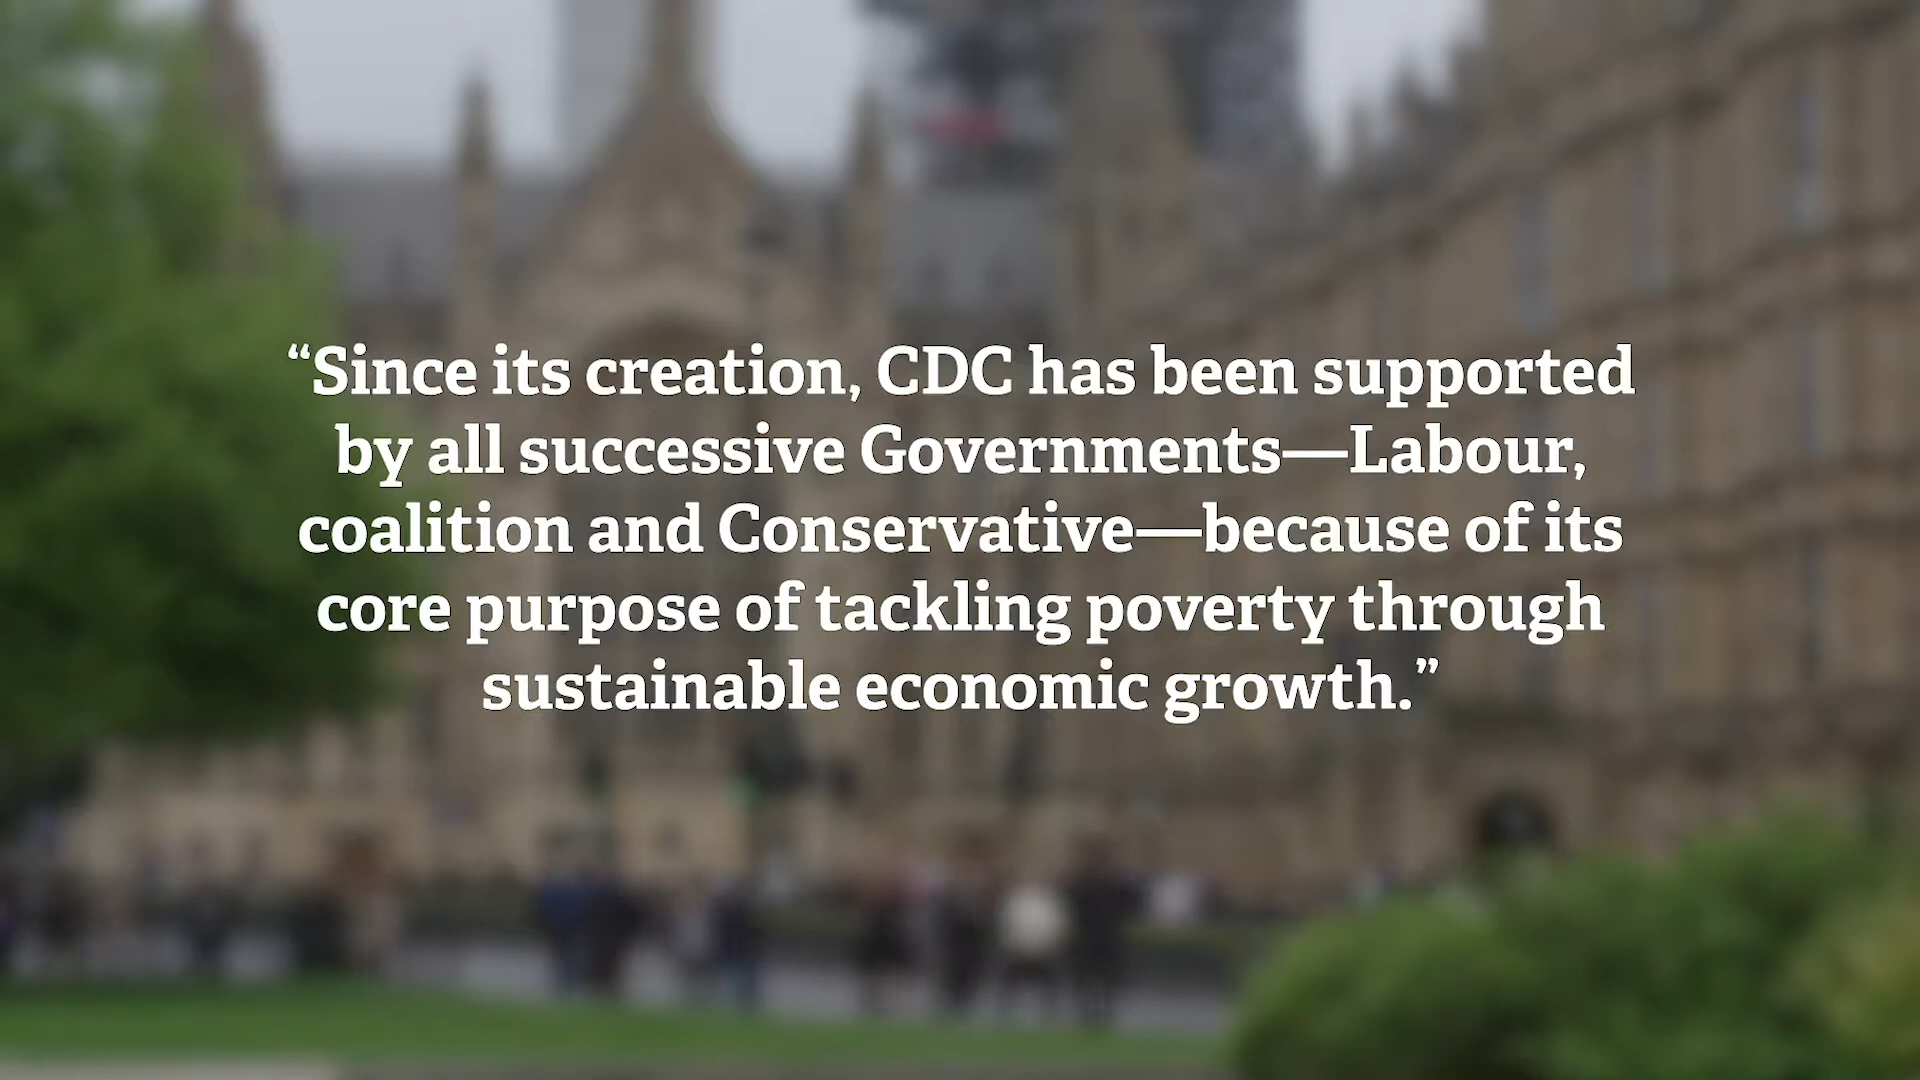 “Since its creation, CDC has been supported
by all successive Governments—Labour,
coalition and Conservative—because of its
core purpose of tackling poverty through
sustainable economic growth.”